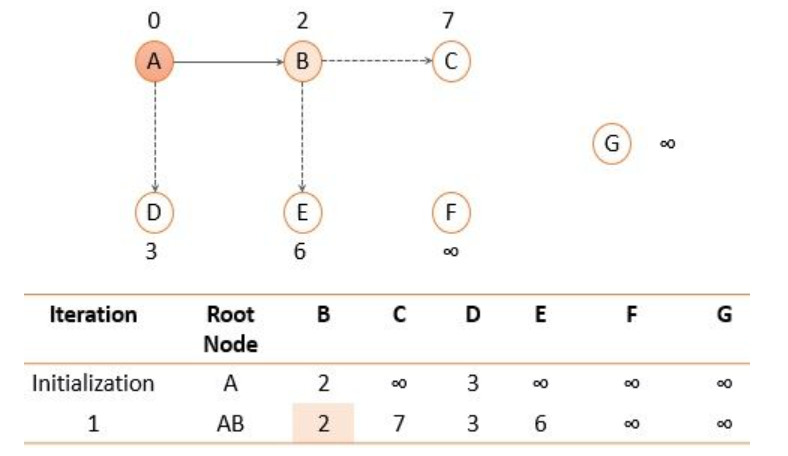 0 2 7
A B C
G ∞
D E F
3 6 ∞
Iteration Root Node B C D E F G
Initialization A 2 ∞ 3 ∞ ∞ ∞
1 AB 2 7 3 6 ∞ ∞